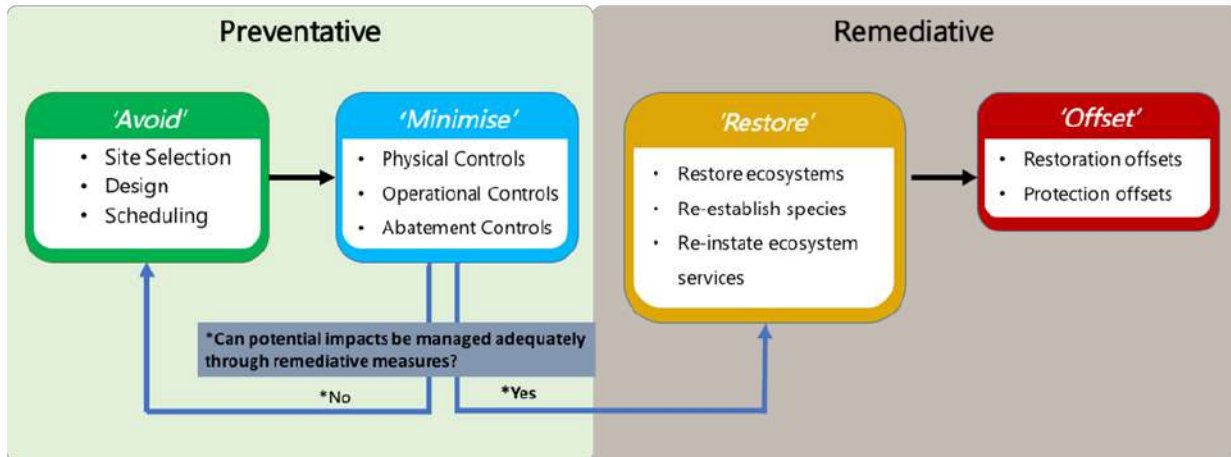 Preventative
Remediative
'Avoid'
• Site Selection
• Design
• Scheduling
'Minimise'
• Physical Controls
• Operational Controls
• Abatement Controls
'Restore'
• Restore ecosystems
• Re-establish species
• Re-instate ecosystem
services
'Offset'
• Restoration offsets
• Protection offsets
*Can potential impacts be managed adequately
through remediative measures?
*No
*Yes